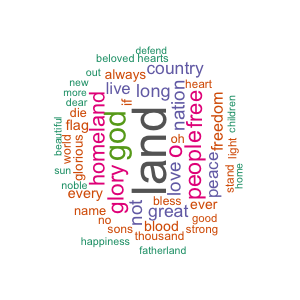 defend
beloved hearts
out always country
new live long heart
more if
dear nation
die free
flag god freedom
homeland land people children
beautiful
world oh light
glorious o peace
sun glory love stand home
noble
every not bless ever
name great good
no blood strong
sons thousand
happiness
fatherland